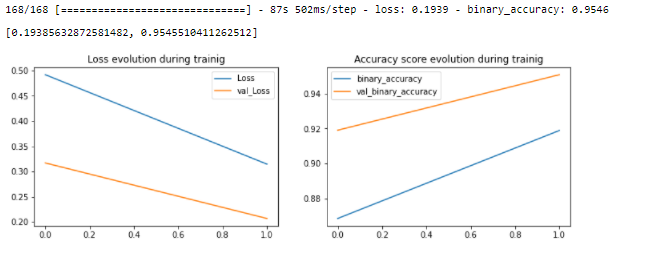 168/168 [==============================] - 87s 502ms/step - loss: 0.1939 - binary_accuracy: 0.9546
[0.19385632872581482, 0.9545510411262512]
Loss evolution during trainig
Loss
val_Loss
0.50
0.45
0.40
0.35
0.30
0.25
0.20
0.0 0.2 0.4 0.6 0.8 1.0
Accuracy score evolution during trainig
binary_accuracy
val_binary_accuracy
0.94
0.92
0.90
0.88
0.0 0.2 0.4 0.6 0.8 1.0